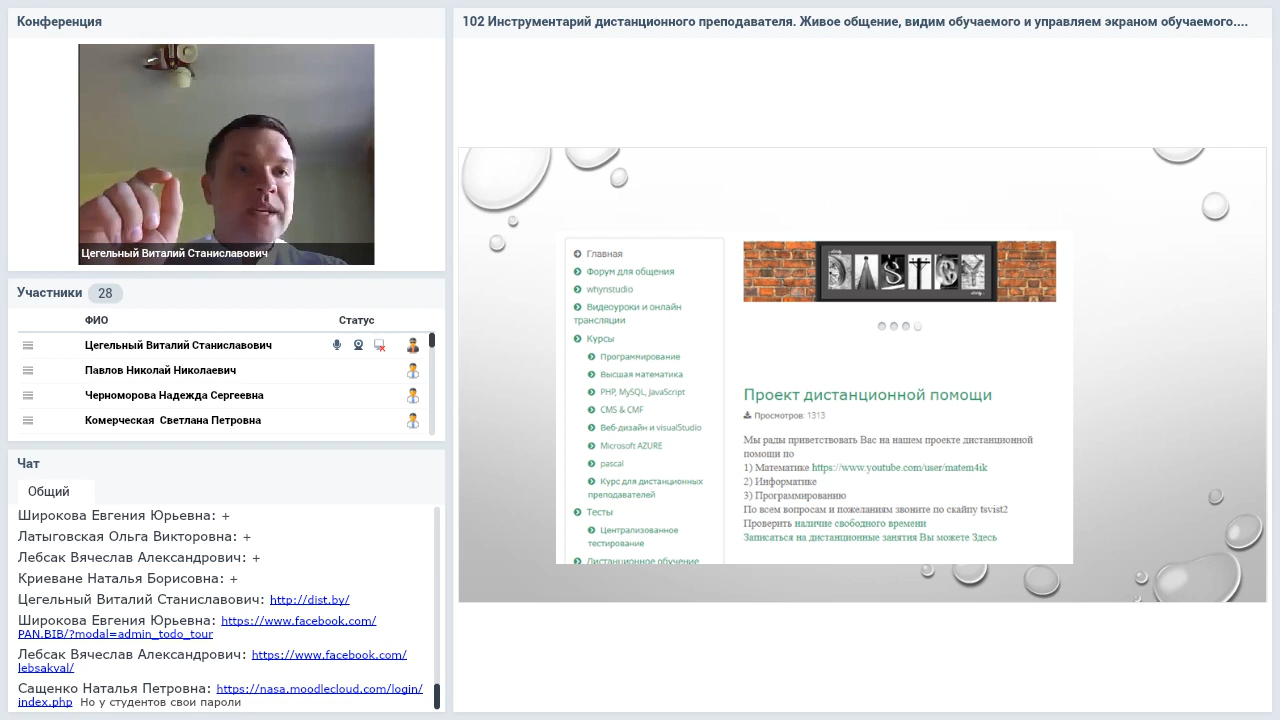 Конференция
Цегельный Виталий Станиславович
Участники 28
ФИО Статус
Цегельный Виталий Станиславович
Павлов Николай Николаевич
Черноморова Надежда Сергеевна
Комерческая Светлана Петровна
Чат
Общий
Широкова Евгения Юрьевна: +
Латыговская Ольга Викторовна: +
Лебсак Вячеслав Александрович: +
Криеване Наталья Борисовна: +
Цегельный Виталий Станиславович: http://dist.by/
Широкова Евгения Юрьевна: https://www.facebook.com/
PAN.BIB/?modal=admin_todo_tour
Лебсак Вячеслав Александрович: https://www.facebook.com/
lebsakval/
Сащенко Наталья Петровна: https://nasa.moodlecloud.com/login/
index.php Но у студентов свои пароли
102 Инструментарий дистанционного преподавателя. Живое общение, видим обучаемого и управляем экраном обучаемого....
Главная
Форум для общения
whynstudio
Видеоуроки и онлайн
трансляции
Курсы
Программирование
Высшая математика
PHP, MySQL, JavaScript
CMS & CMF
Веб-дизайн и visualStudio
Microsoft AZURE
pascal
Курс для дистанционных
преподавателей
Тесты
Централизованное
тестирование
Дистанционное обучение
Проект дистанционной помощи
Просмотров: 1313
Мы рады приветствовать Вас на нашем проекте дистанционной
помощи по
1) Математике https://www.youtube.com/user/matem4ik
2) Информатике
3) Программированию
По всем вопросам и пожеланиям звоните по скайпу tsvist2
Проверить наличие свободного времени
Записаться на дистанционные занятия Вы можете Здесь